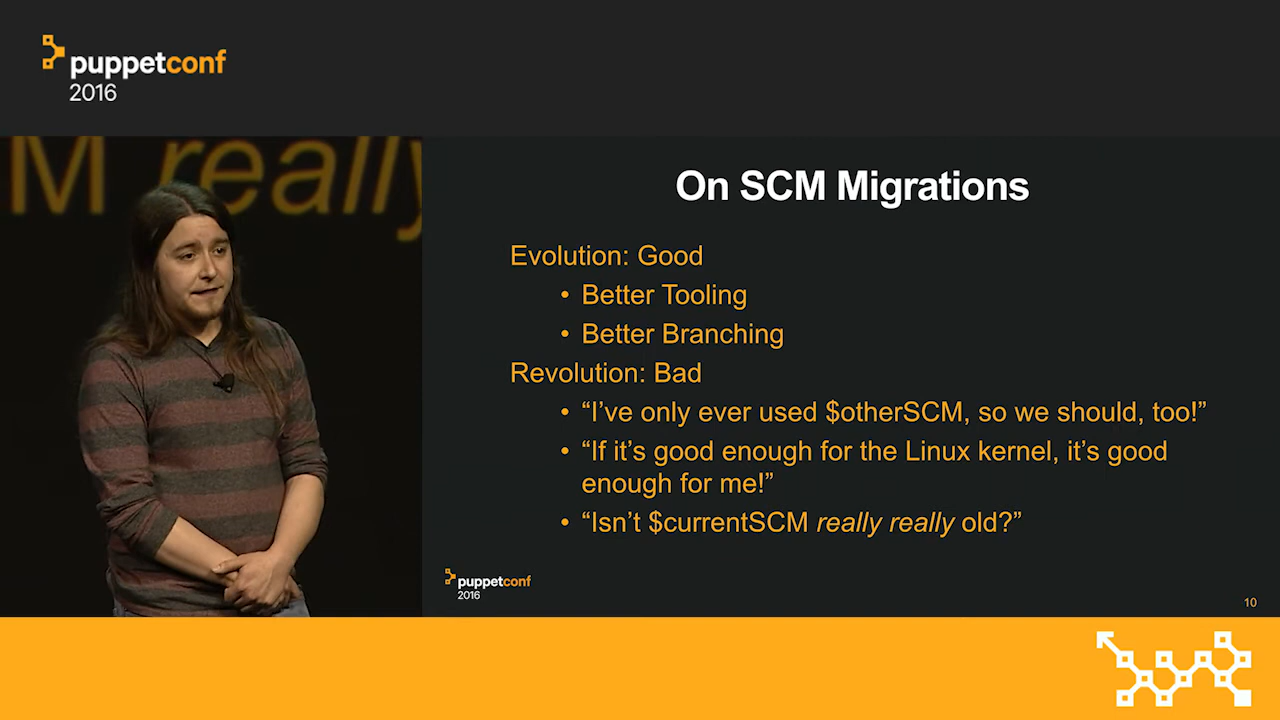 puppetconf
2016
M really
On SCM Migrations
Evolution: Good
• Better Tooling
• Better Branching
Revolution: Bad
• “I’ve only ever used $otherSCM, so we should, too!”
• “If it’s good enough for the Linux kernel, it’s good
enough for me!”
• “Isn’t $currentSCM really really old?”
puppetconf
2016
10